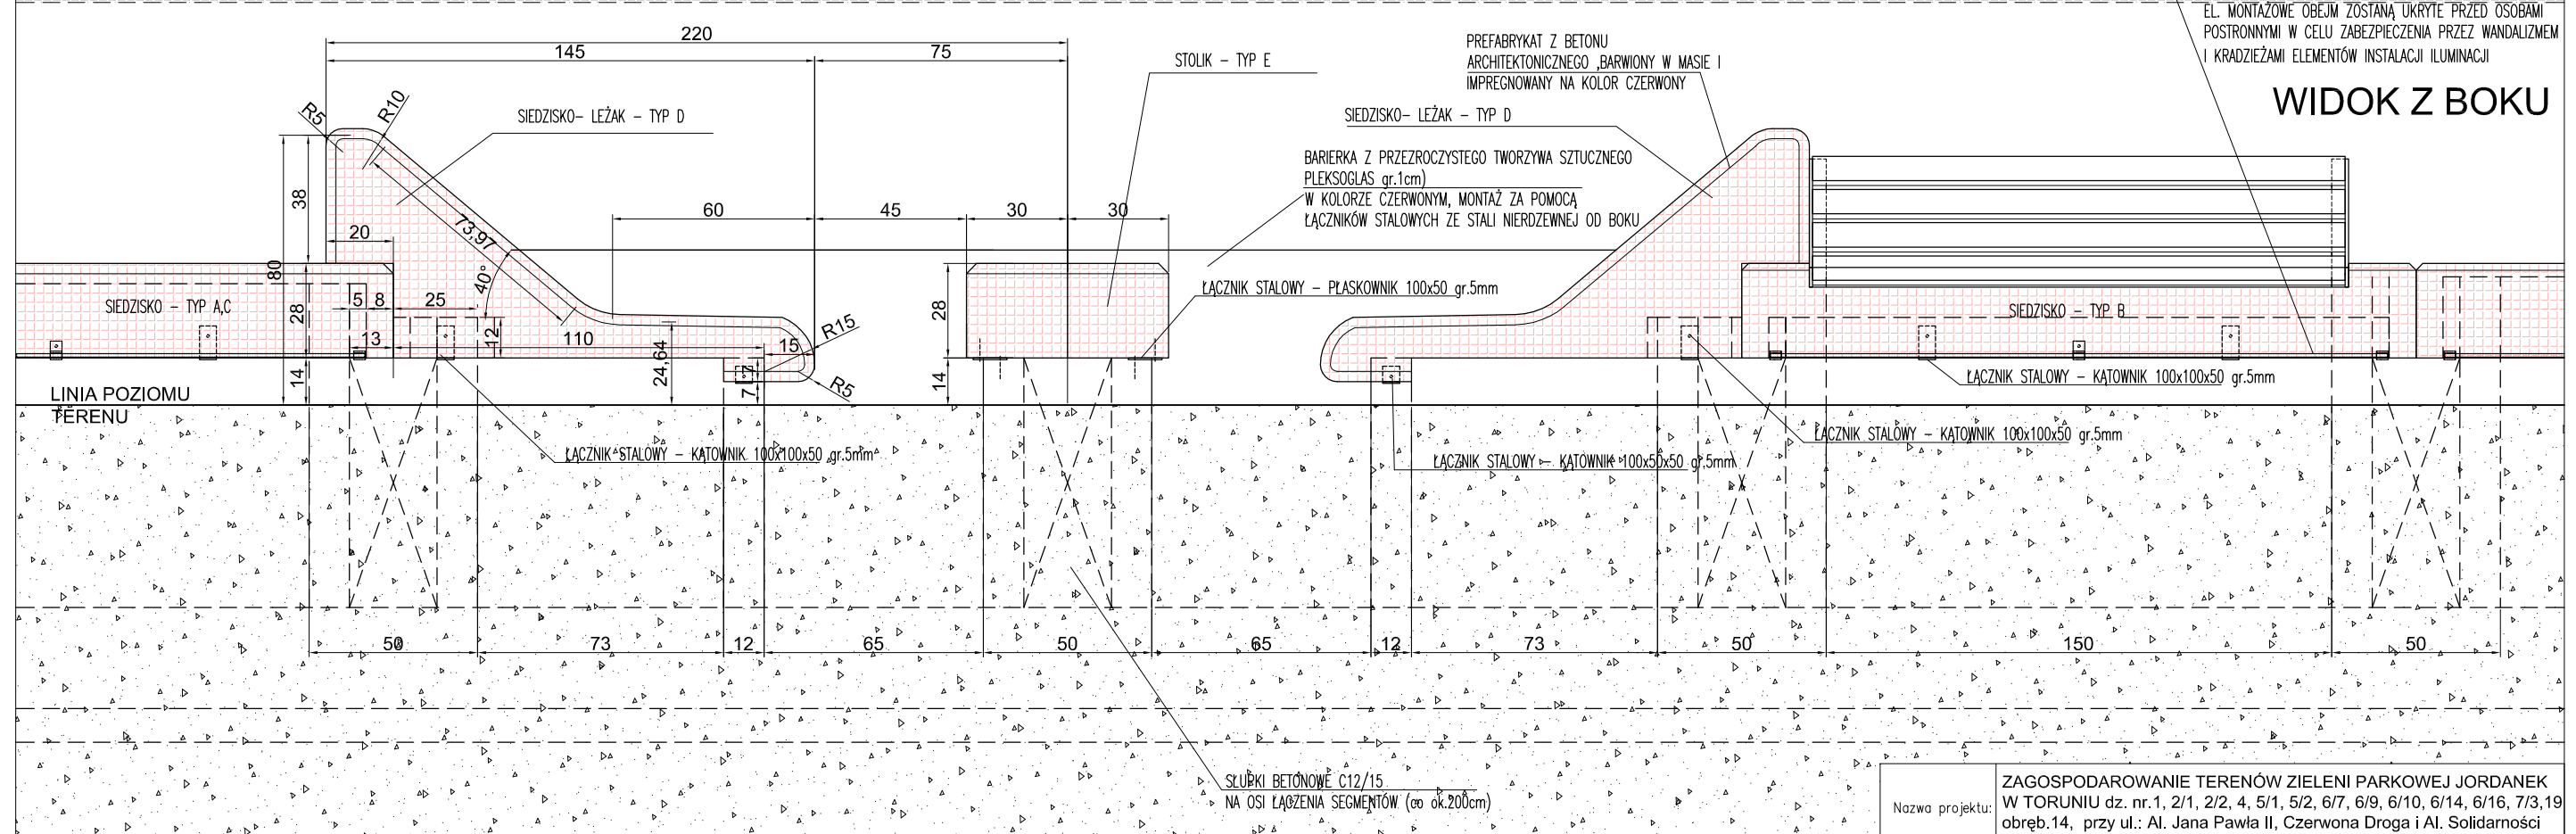 EL. MONTAŻOWE OBEJM ZOSTANĄ UKRYTE PRZED OSOBAMI
POSTRONNYMI W CELU ZABEZPIECZENIA PRZEZ WANDALIZMEM
I KRADZIEŻAMI ELEMENTÓW INSTALACJI ILUMINACJI
WIDOK Z BOKU
220
145
75
STOLIK - TYP E
PREFABRYKAT Z BETONU
ARCHITEKTONICZNEGO ,BARWIONY W MASIE I
IMPREGNOWANY NA KOLOR CZERWONY
R5
R10
SIEDZISKO- LEŻAK - TYP D
SIEDZISKO- LEŻAK - TYP D
BARIERKA Z PRZEZROCZYSTEGO TWORZYWA SZTUCZNEGO
PLEKSOGLAS gr.1cm)
W KOLORZE CZERWONYM, MONTAŻ ZA POMOCĄ
ŁĄCZNIKÓW STALOWYCH ZE STALI NIERDZEWNEJ OD BOKU
38
20
80
73,97
40°
60
45
30
30
SIEDZISKO - TYP A,C
28
5
8
25
13
12
110
24,64
15
R15
R5
7
7
14
28
14
ŁĄCZNIK STALOWY - PŁASKOWNIK 100x50 gr.5mm
SIEDZISKO - TYP B
ŁĄCZNIK STALOWY - KĄTOWNIK 100x100x50 gr.5mm
LINIA POZIOMU
TERENU
ŁĄCZNIK STALOWY - KĄTOWNIK 100x100x50 gr.5mm
ŁĄCZNIK STALOWY - KĄTOWNIK 100x50x50 gr.5mm
ŁĄCZNIK STALOWY - KĄTOWNIK 100x100x50 gr.5mm
50
73
12
65
50
65
12
73
50
150
50
SŁUPKI BETONOWE C12/15
NA OSI ŁĄCZENIA SEGMENTÓW (co ok.200cm)
Nazwa projektu:
ZAGOSPODAROWANIE TERENÓW ZIELENI PARKOWEJ JORDANEK
W TORUNIU dz. nr.1, 2/1, 2/2, 4, 5/1, 5/2, 6/7, 6/9, 6/10, 6/14, 6/16, 7/3,19
obręb.14, przy ul.: Al. Jana Pawła II, Czerwona Droga i Al. Solidarności